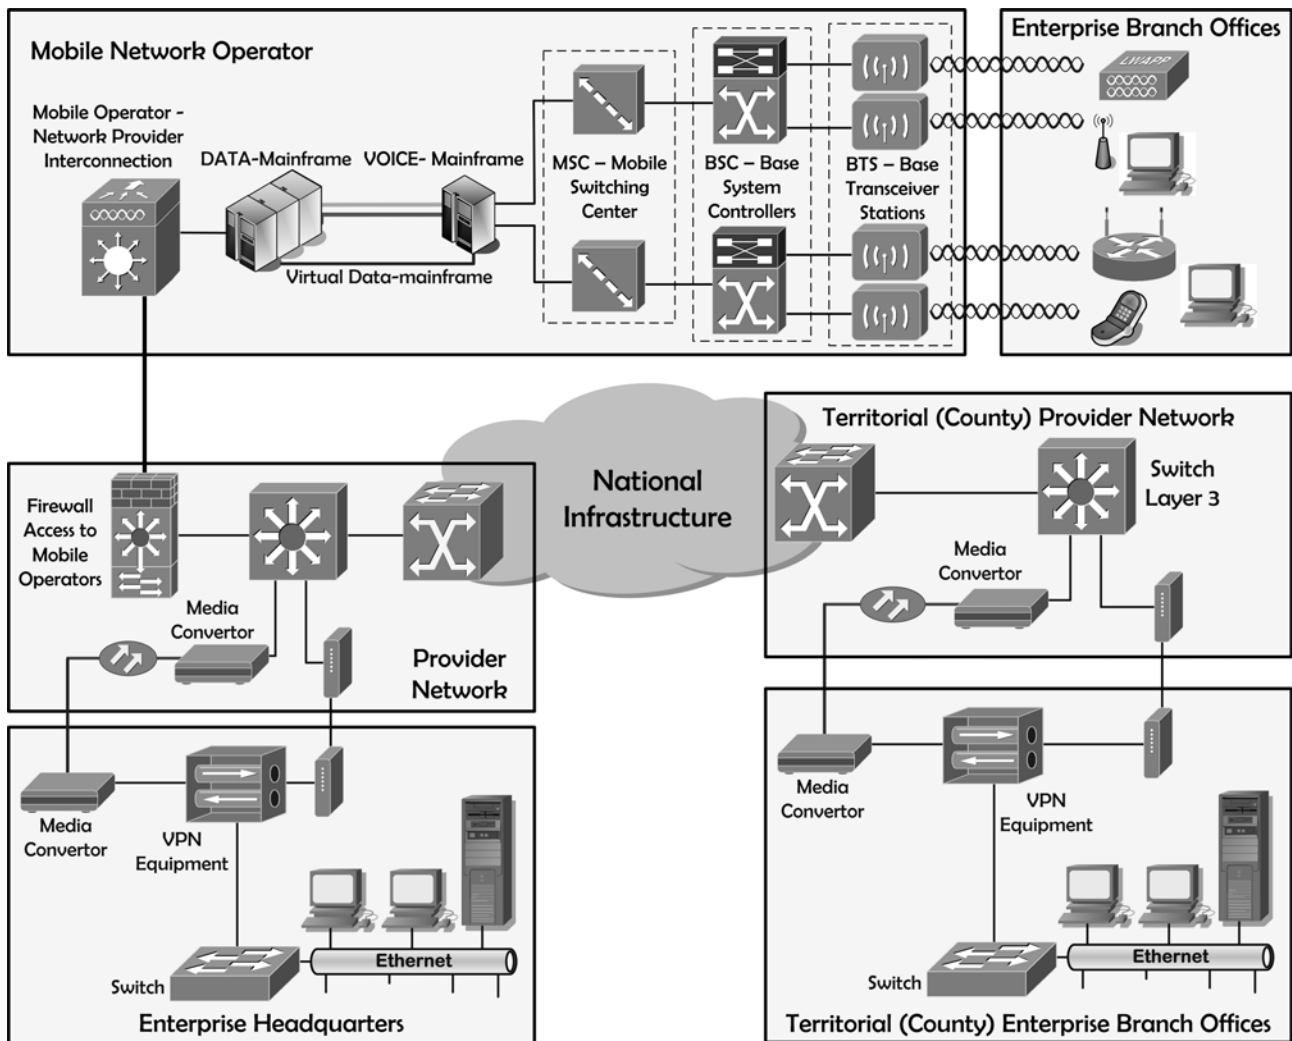 Mobile Network Operator
Enterprise Branch Offices
LWAPP
Mobile Operator -
Network Provider
Interconnection
DATA-Mainframe
VOICE- Mainframe
MSC – Mobile
Switching
Center
BSC – Base
System
Controllers
BTS – Base
Transceiver
Stations
Virtual Data-mainframe
National
Infrastructure
Territorial (County) Provider Network
Switch
Layer 3
Media
Convertor
Firewall
Access to
Mobile
Operators
Media
Convertor
Provider
Network
Media
Convertor
VPN
Equipment
Ethernet
Switch
Enterprise Headquarters
Media
Convertor
VPN
Equipment
Ethernet
Switch
Territorial (County) Enterprise Branch Offices